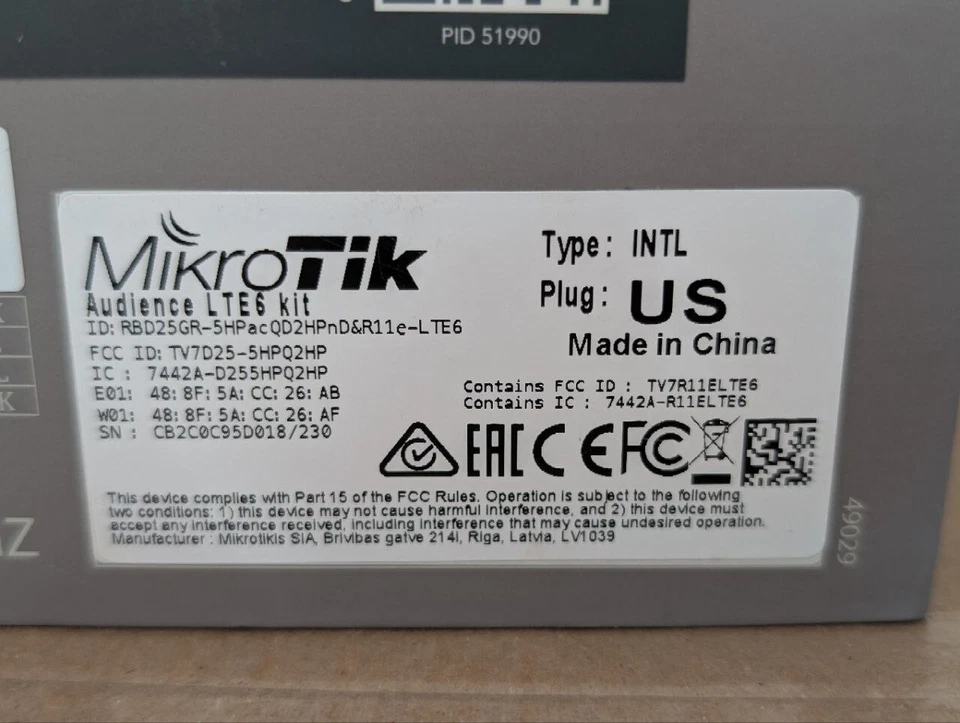 PID 51990
MikroTik
Audience LTE6 kit
ID: RBD25GR-5HPacQD2HPnD&R11e-LTE6
FCC ID: TV7D25-5HPQ2HP
IC : 7442A-D255HPQ2HP
E01: 48:8F:5A:CC:26:AB
W01: 48:8F:5A:CC:26:AF
SN : CB2C0C95D018/230
Type: INTL
Plug: US
Made in China
Contains FCC ID : TV7R11ELTE6
Contains IC : 7442A-R11ELTE6
EAC CE FC
This device complies with Part 15 of the FCC Rules. Operation is subject to the following
two conditions: 1) this device may not cause harmful interference, and 2) this device must
accept any interference received, including interference that may cause undesired operation.
Manufacturer : Mikrotikls SIA, Brivibas gatve 214i, Riga, Latvia, LV1039
49029